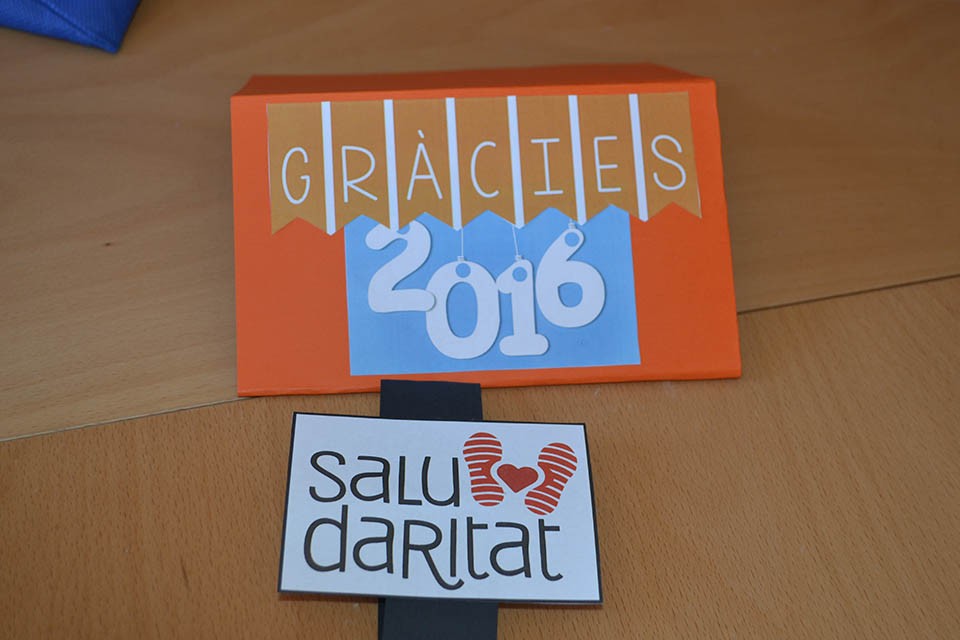 GRÀCIES
2016
SALU
DARITAT